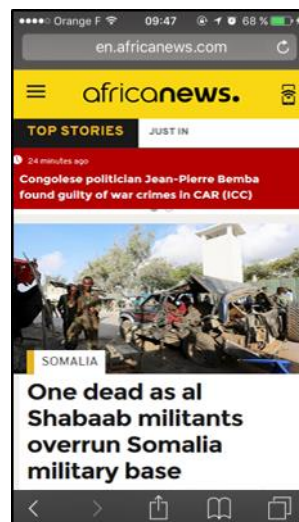 Orange F 09:47 68 %
en.africanews.com
africanews.
TOP STORIES JUST IN
24 minutes ago
Congolese politician Jean-Pierre Bemba
found guilty of war crimes in CAR (ICC)
SOMALIA
One dead as al
Shabaab militants
overrun Somalia
military base